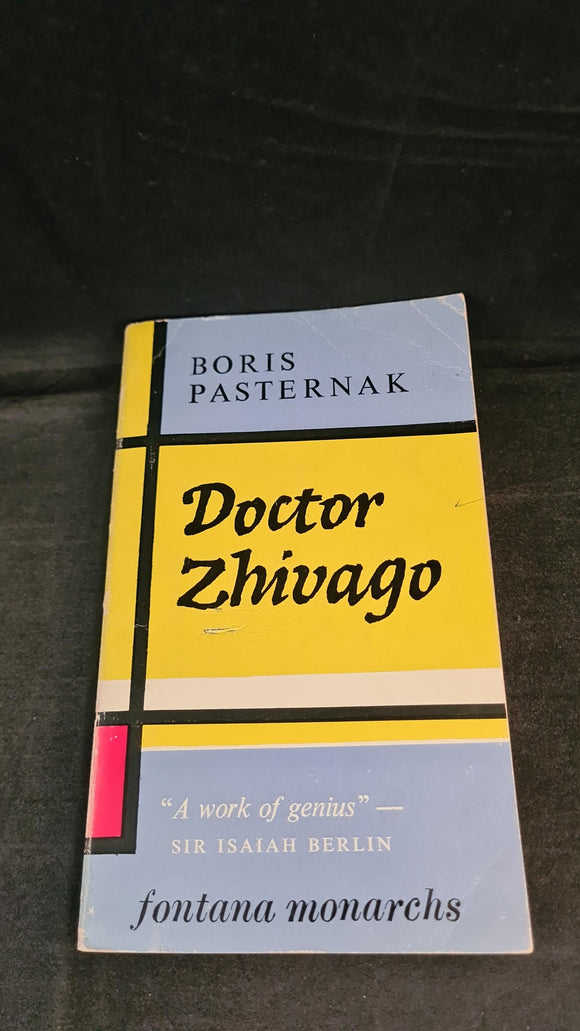 BORIS
PASTERNAK
Doctor
Zhivago
“A work of genius” —
SIR ISAIAH BERLIN
fontana monarchs